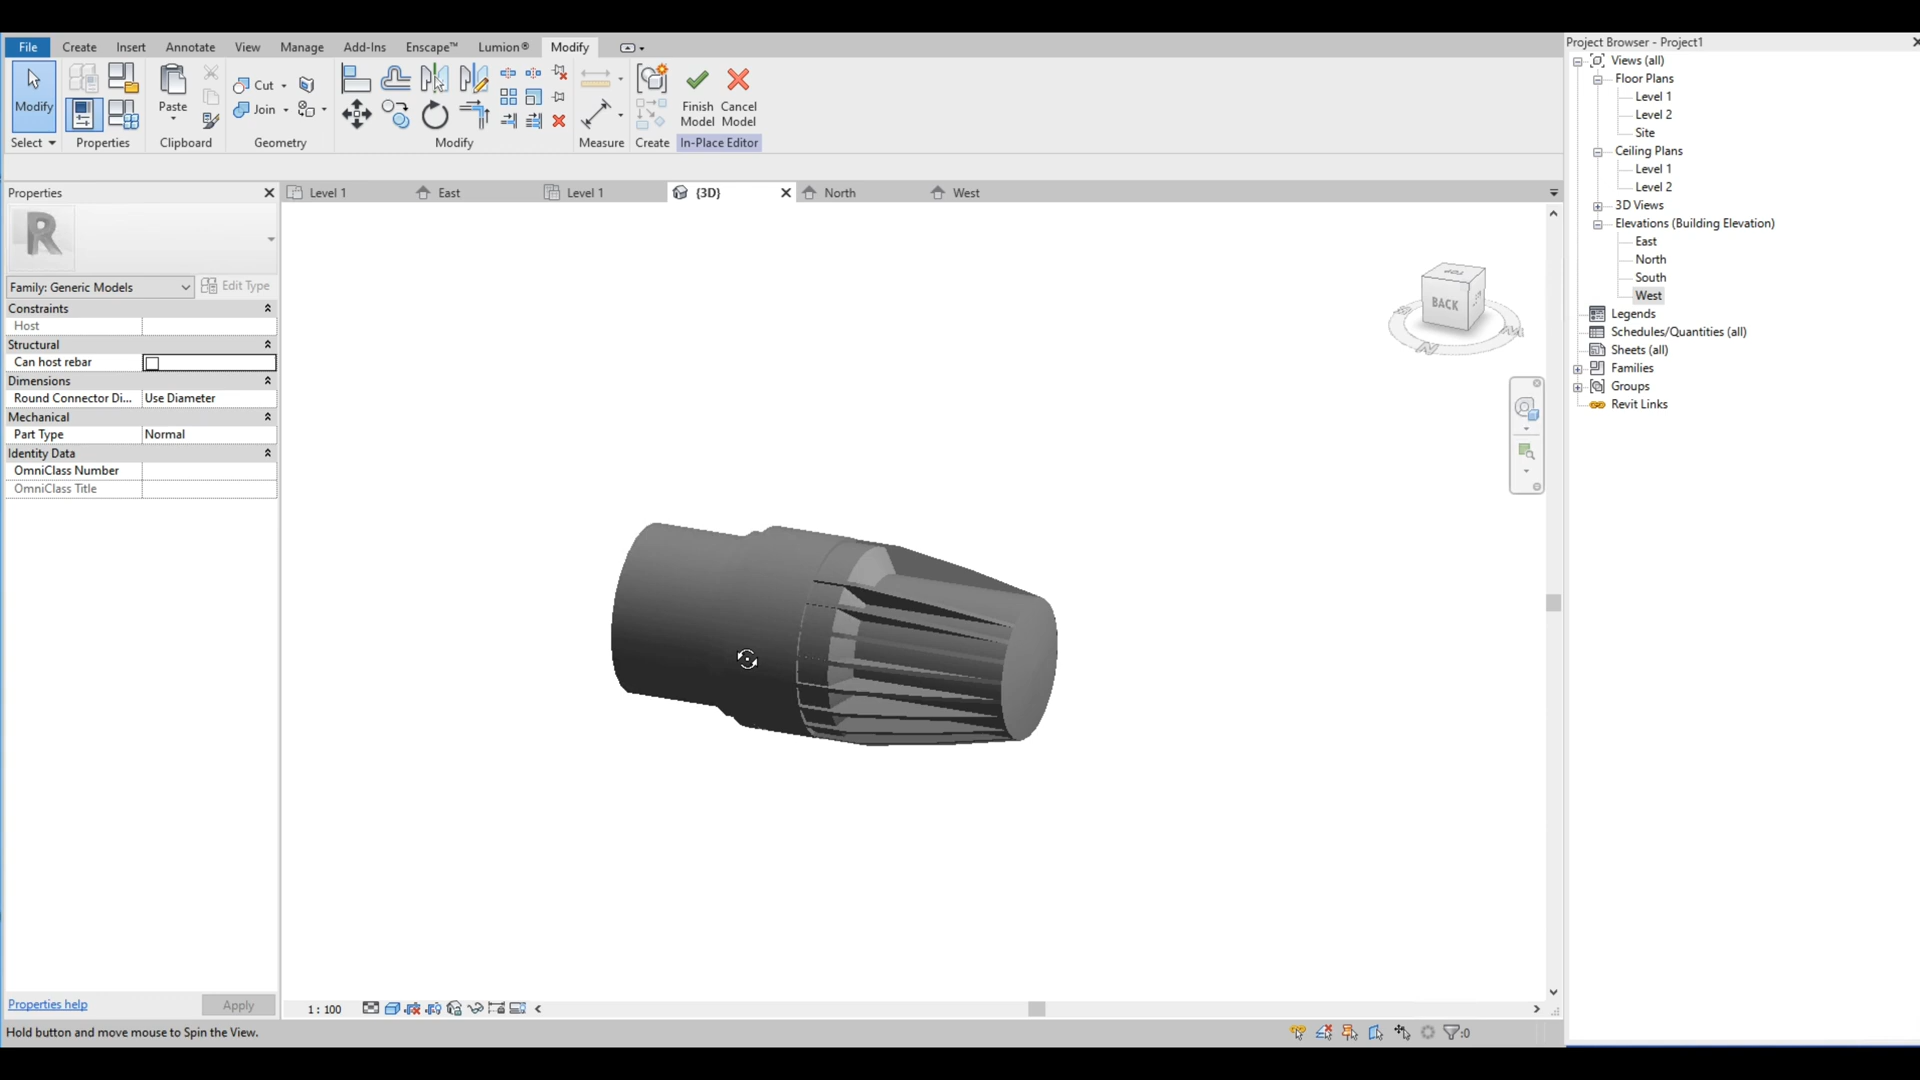 File Create Insert Annotate View Manage Add-Ins Enscape™ Lumion® Modify
Modify Paste Cut Join Finish Model Cancel Model
Select Properties Clipboard Geometry Modify Measure Create In-Place Editor
Properties
R
Family: Generic Models Edit Type
Constraints
Host
Structural
Can host rebar
Dimensions
Round Connector Di... Use Diameter
Mechanical
Part Type Normal
Identity Data
OmniClass Number
OmniClass Title
Properties help Apply
Level 1 East Level 1 {3D} North West
TOP
BACK
1 : 100
Hold button and move mouse to Spin the View.
:0
Project Browser - Project1
Views (all)
Floor Plans
Level 1
Level 2
Site
Ceiling Plans
Level 1
Level 2
3D Views
Elevations (Building Elevation)
East
North
South
West
Legends
Schedules/Quantities (all)
Sheets (all)
Families
Groups
Revit Links